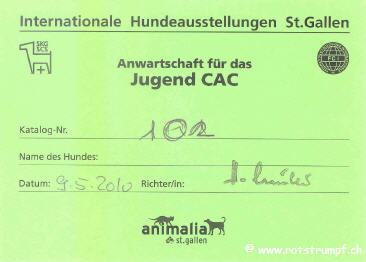 Internationale Hundeausstellungen St.Gallen
SKG
SCS
Anwartschaft für das
FCI
Jugend CAC
Katalog-Nr. 102
Name des Hundes:
Datum: 9.5.2010 Richter/in:
animalia
st.gallen
© www.rotstrumpf.ch